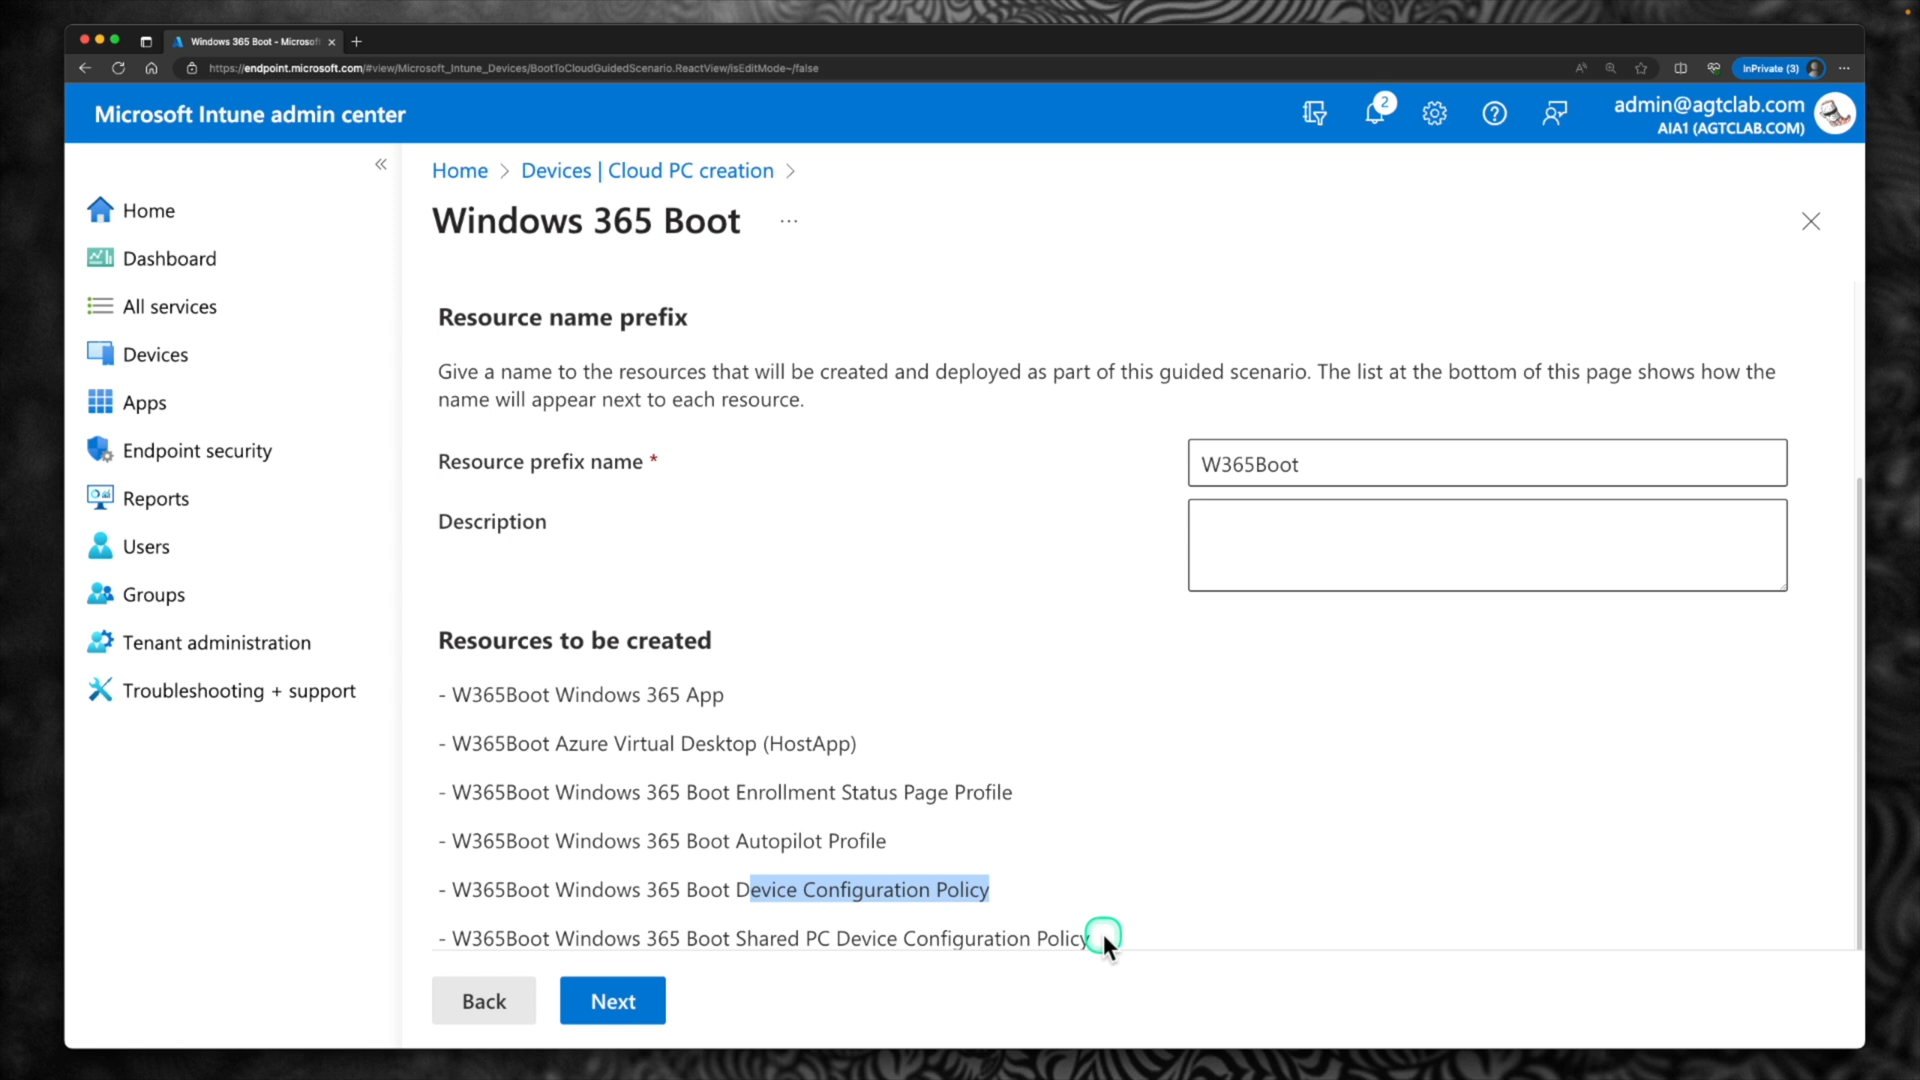 Windows 365 Boot - Microsoft
https://endpoint.microsoft.com/#view/Microsoft_Intune_Devices/BootToCloudGuidedScenario.ReactView/isEditMode~/false
InPrivate (3)
Microsoft Intune admin center
2
admin@agtclab.com
AIA1 (AGTCLAB.COM)
Home
Dashboard
All services
Devices
Apps
Endpoint security
Reports
Users
Groups
Tenant administration
Troubleshooting + support
Home > Devices | Cloud PC creation >
Windows 365 Boot ...
Resource name prefix
Give a name to the resources that will be created and deployed as part of this guided scenario. The list at the bottom of this page shows how the
name will appear next to each resource.
Resource prefix name *
W365Boot
Description
Resources to be created
- W365Boot Windows 365 App
- W365Boot Azure Virtual Desktop (HostApp)
- W365Boot Windows 365 Boot Enrollment Status Page Profile
- W365Boot Windows 365 Boot Autopilot Profile
- W365Boot Windows 365 Boot Device Configuration Policy
- W365Boot Windows 365 Boot Shared PC Device Configuration Policy
Back
Next